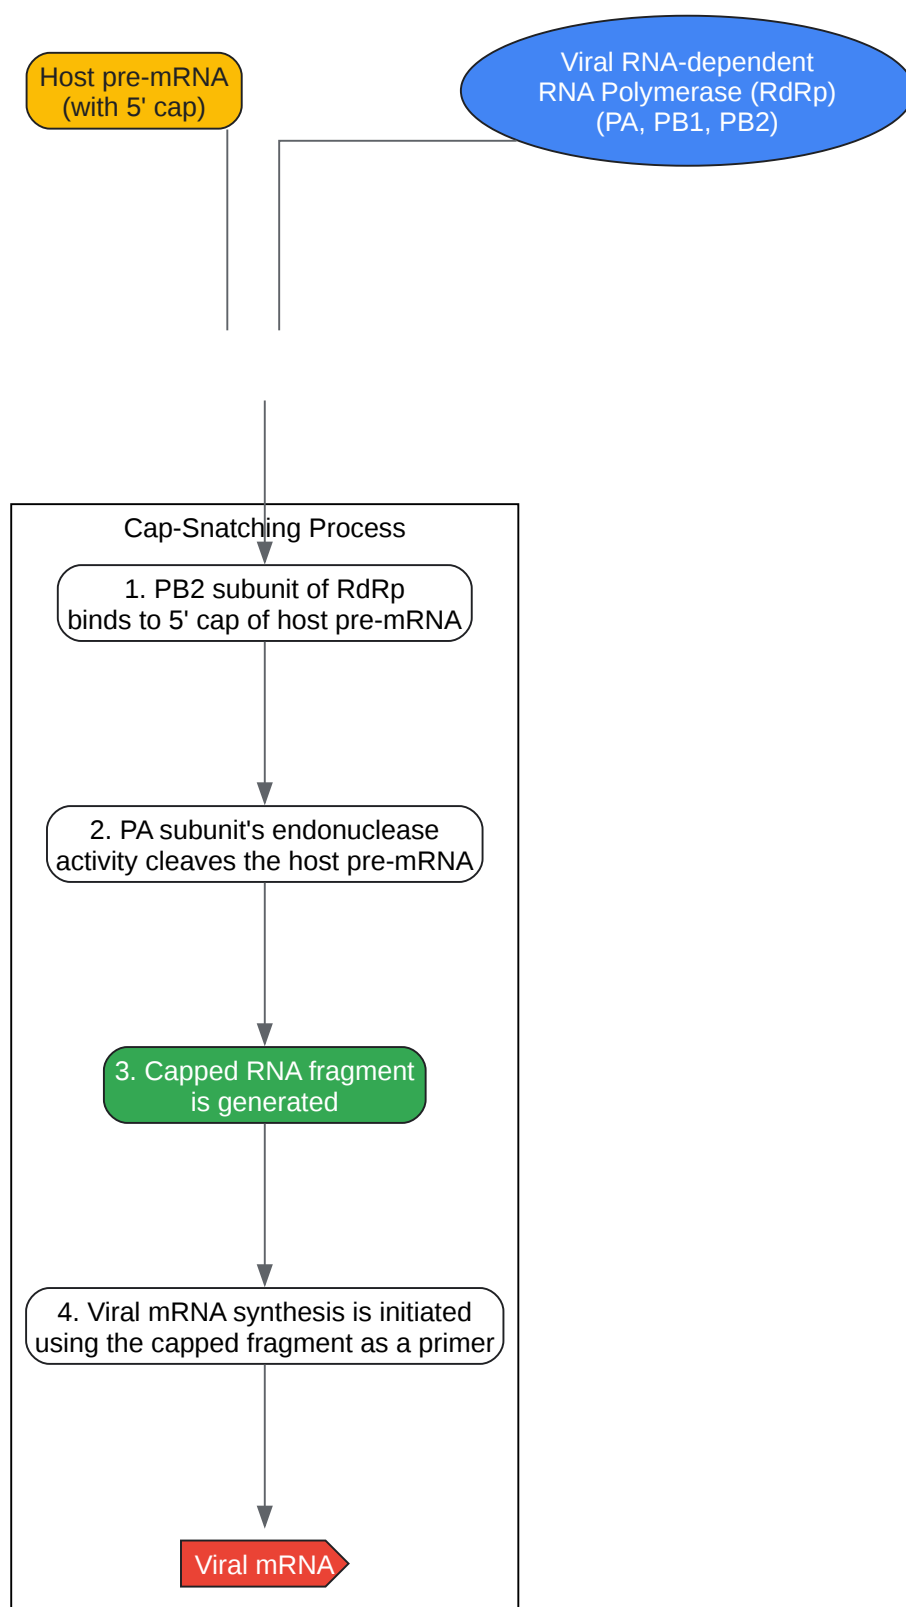 Host pre-mRNA
(with 5' cap)
Viral RNA-dependent
RNA Polymerase (RdRp)
(PA, PB1, PB2)
Cap-Snatching Process
1. PB2 subunit of RdRp
binds to 5' cap of host pre-mRNA
2. PA subunit's endonuclease
activity cleaves the host pre-mRNA
3. Capped RNA fragment
is generated
4. Viral mRNA synthesis is initiated
using the capped fragment as a primer
Viral mRNA